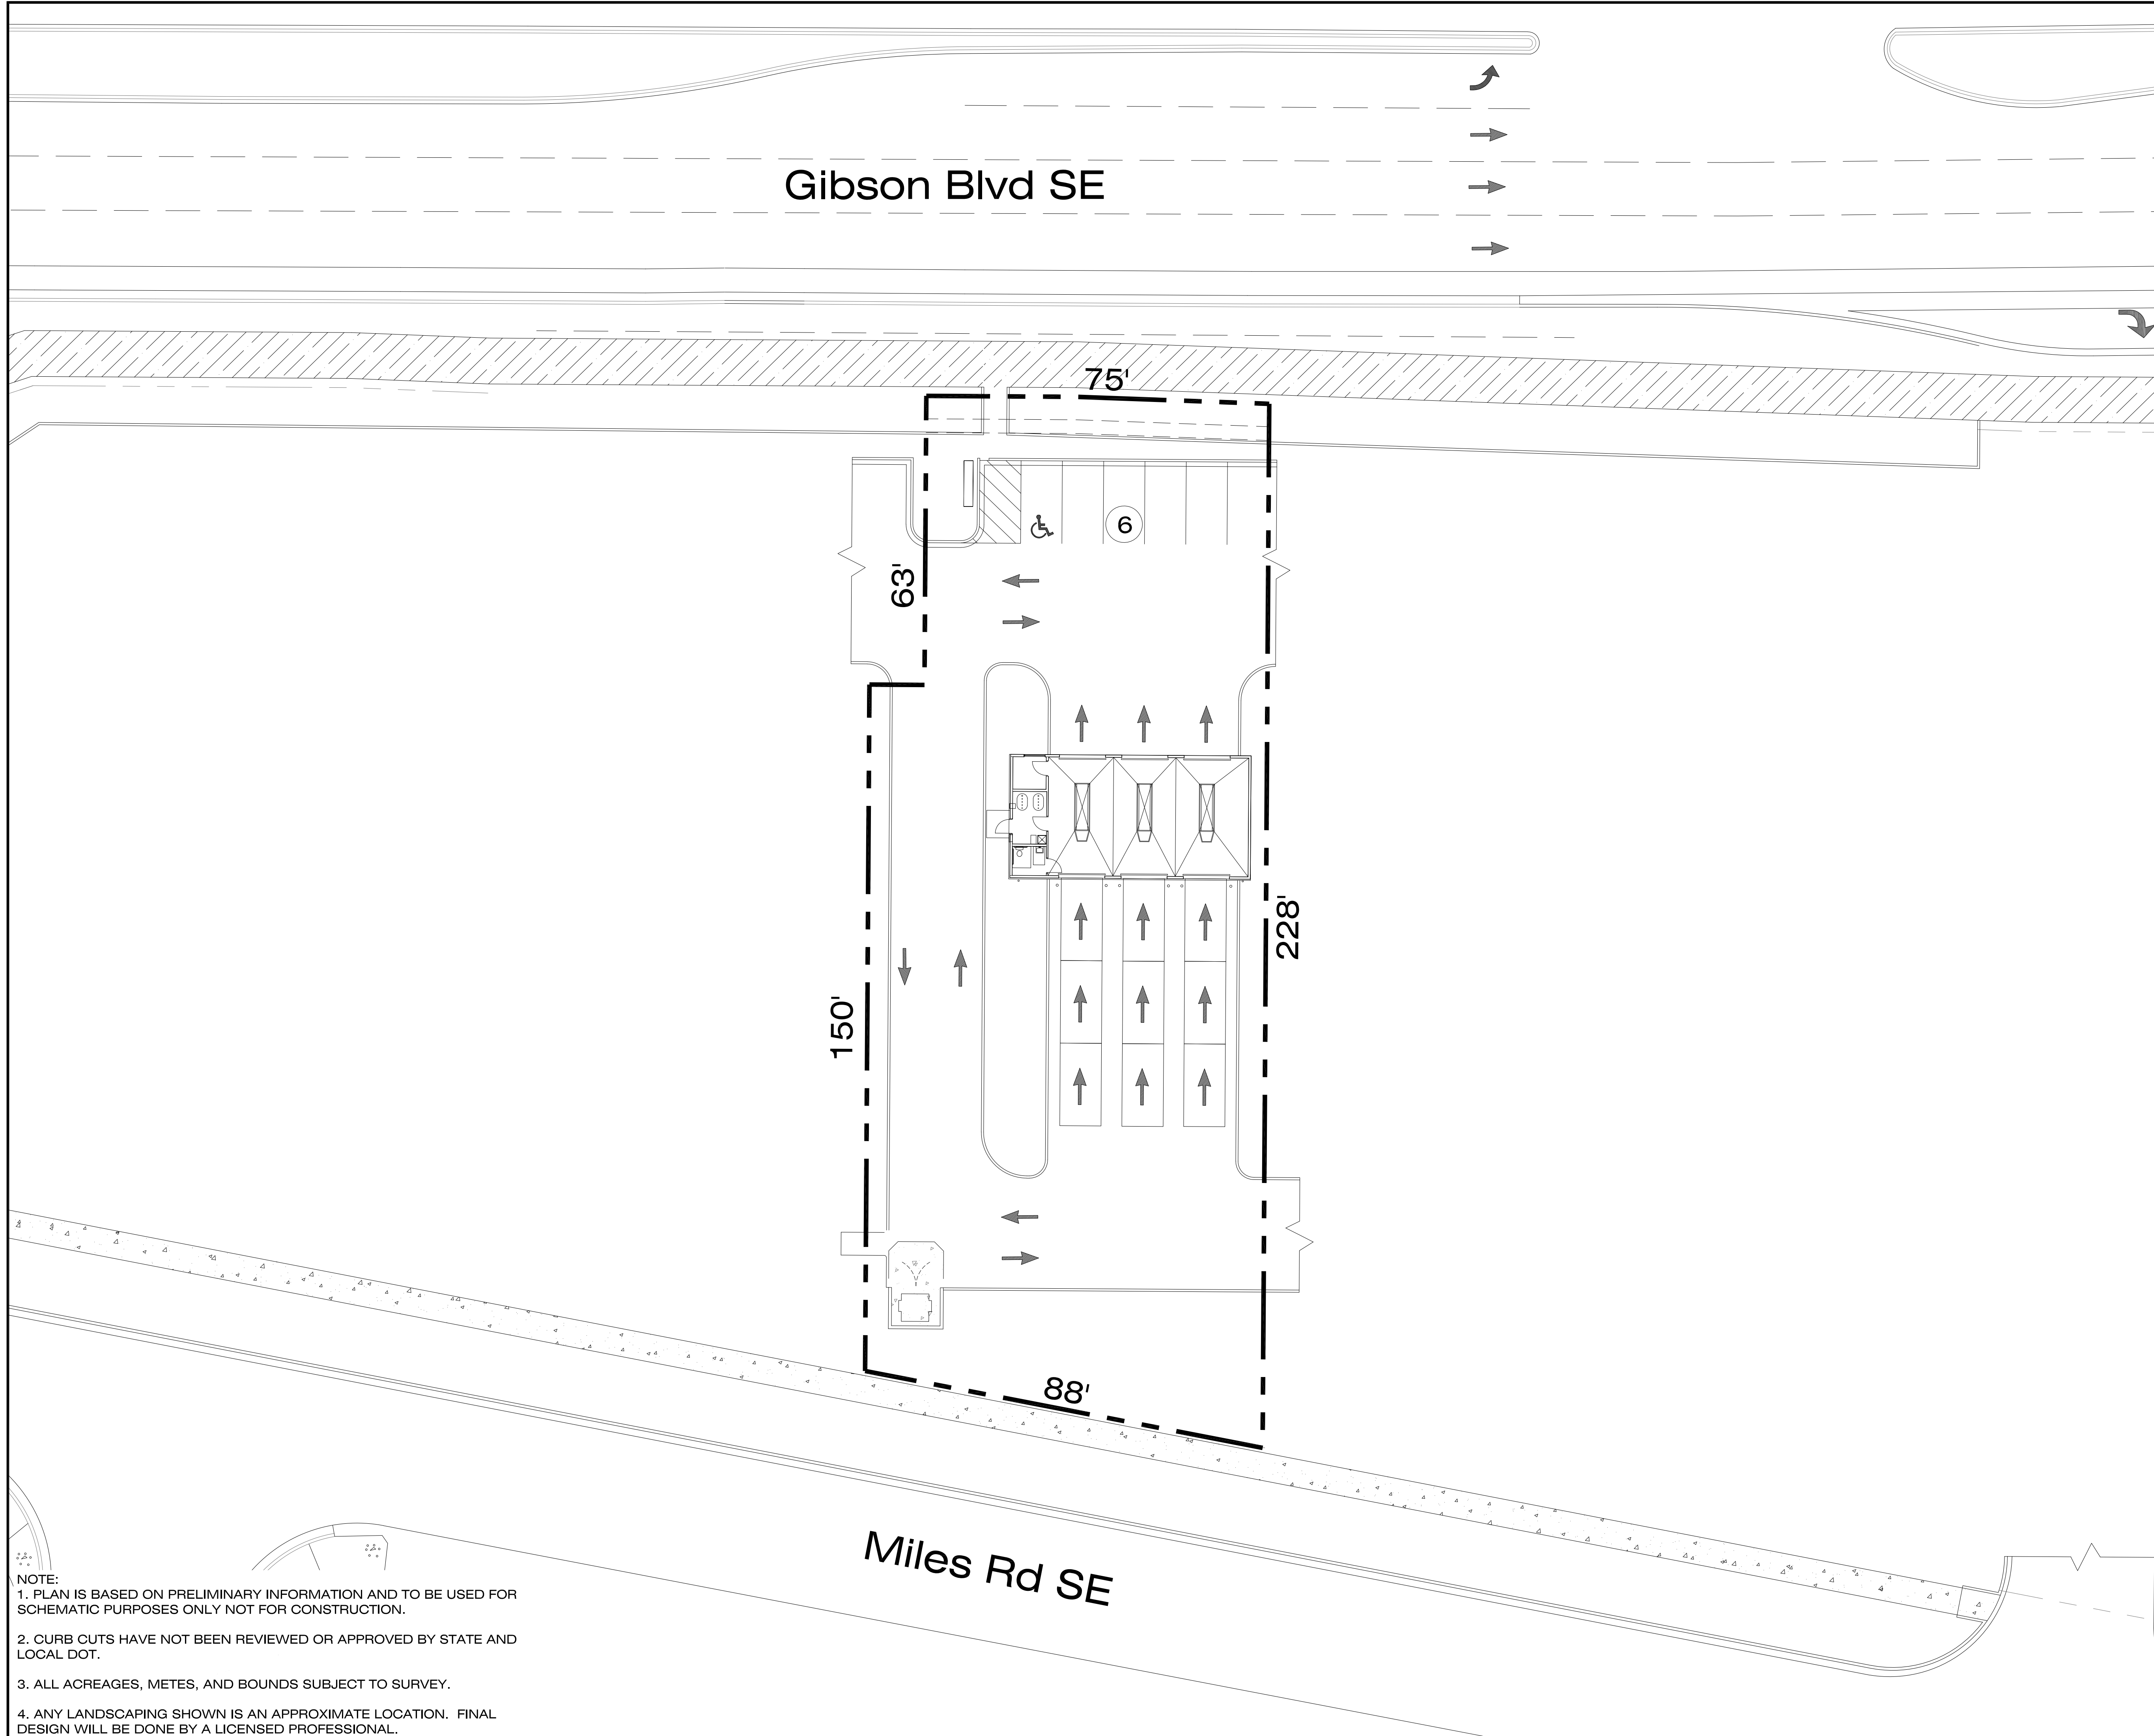 Gibson Blvd SE
75'
6
63'
228'
150'
88'
Miles Rd SE
NOTE:
1. PLAN IS BASED ON PRELIMINARY INFORMATION AND TO BE USED FOR
SCHEMATIC PURPOSES ONLY NOT FOR CONSTRUCTION.
2. CURB CUTS HAVE NOT BEEN REVIEWED OR APPROVED BY STATE AND
LOCAL DOT.
3. ALL ACREAGES, METES, AND BOUNDS SUBJECT TO SURVEY.
4. ANY LANDSCAPING SHOWN IS AN APPROXIMATE LOCATION.  FINAL
DESIGN WILL BE DONE BY A LICENSED PROFESSIONAL.